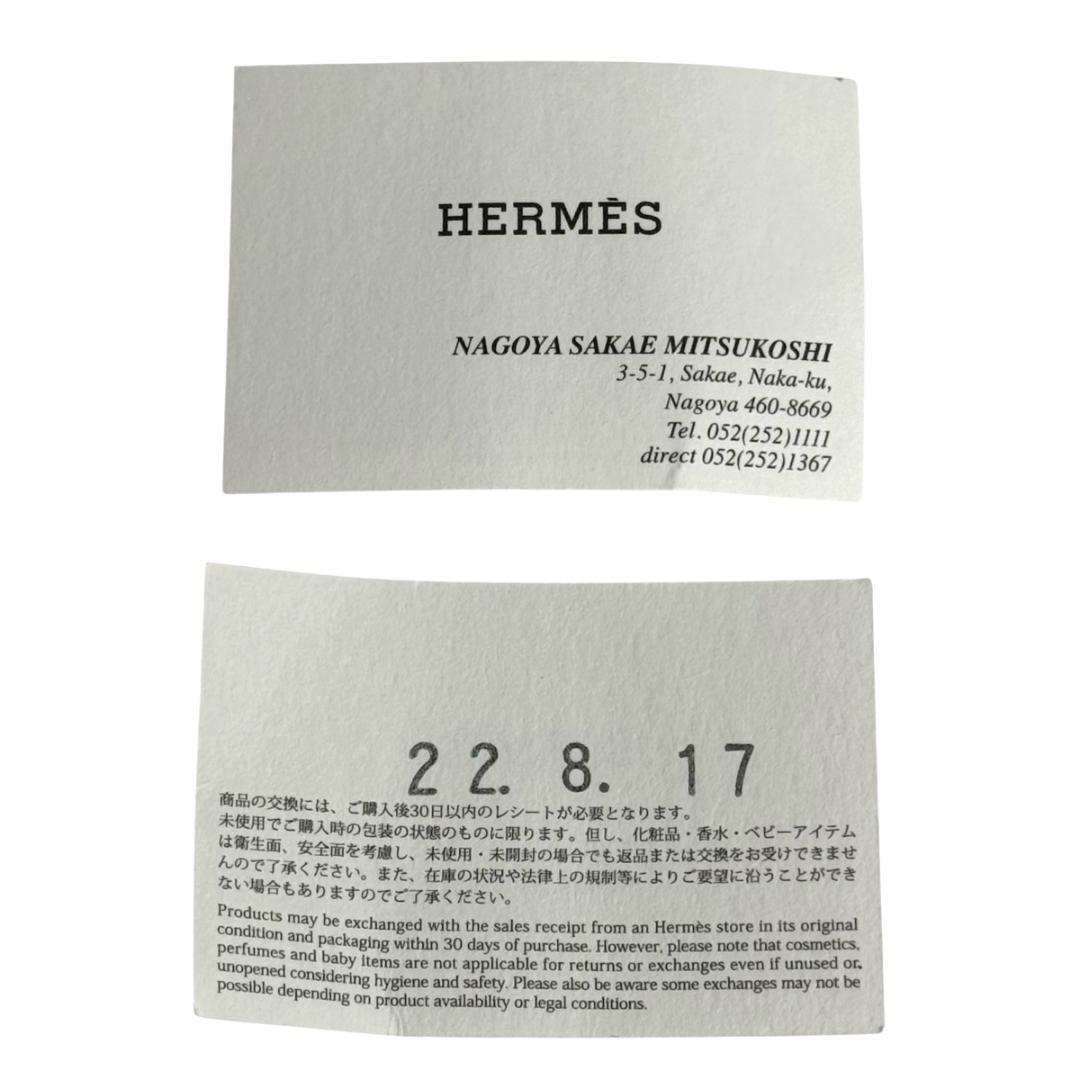 HERMÈS
NAGOYA SAKAE MITSUKOSHI
3-5-1, Sakae, Naka-ku,
Nagoya 460-8669
Tel. 052(252)1111
direct 052(252)1367
22. 8. 17
商品の交換には、ご購入後30日以内のレシートが必要となります。
未使用でご購入時の包装の状態のものに限ります。但し、化粧品・香水・ベビーアイテム
は衛生面、安全面を考慮し、未使用・未開封の場合でも返品または交換をお受けできませ
んので了承ください。また、在庫の状況や法律上の規制等によりご要望に沿うことができ
ない場合もありますのでご了承ください。
Products may be exchanged with the sales receipt from an Hermès store in its original
condition and packaging within 30 days of purchase. However, please note that cosmetics,
perfumes and baby items are not applicable for returns or exchanges even if unused or,
unopened considering hygiene and safety. Please also be aware some exchanges may not be
possible depending on product availability or legal conditions.